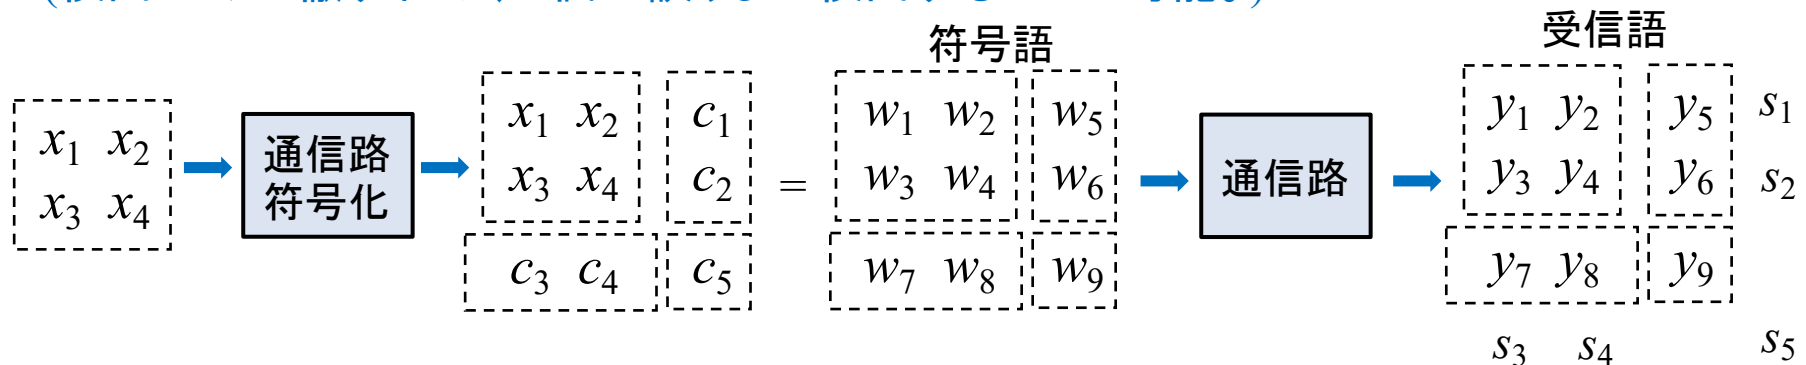 符号語 受信語
x1 x2
x3 x4
通信路
符号化
x1 x2 c1
x3 x4 c2
c3 c4 c5
=
w1 w2 w5
w3 w4 w6
w7 w8 w9
通信路
y1 y2 y5 s1
y3 y4 y6 s2
y7 y8 y9
s3 s4 s5